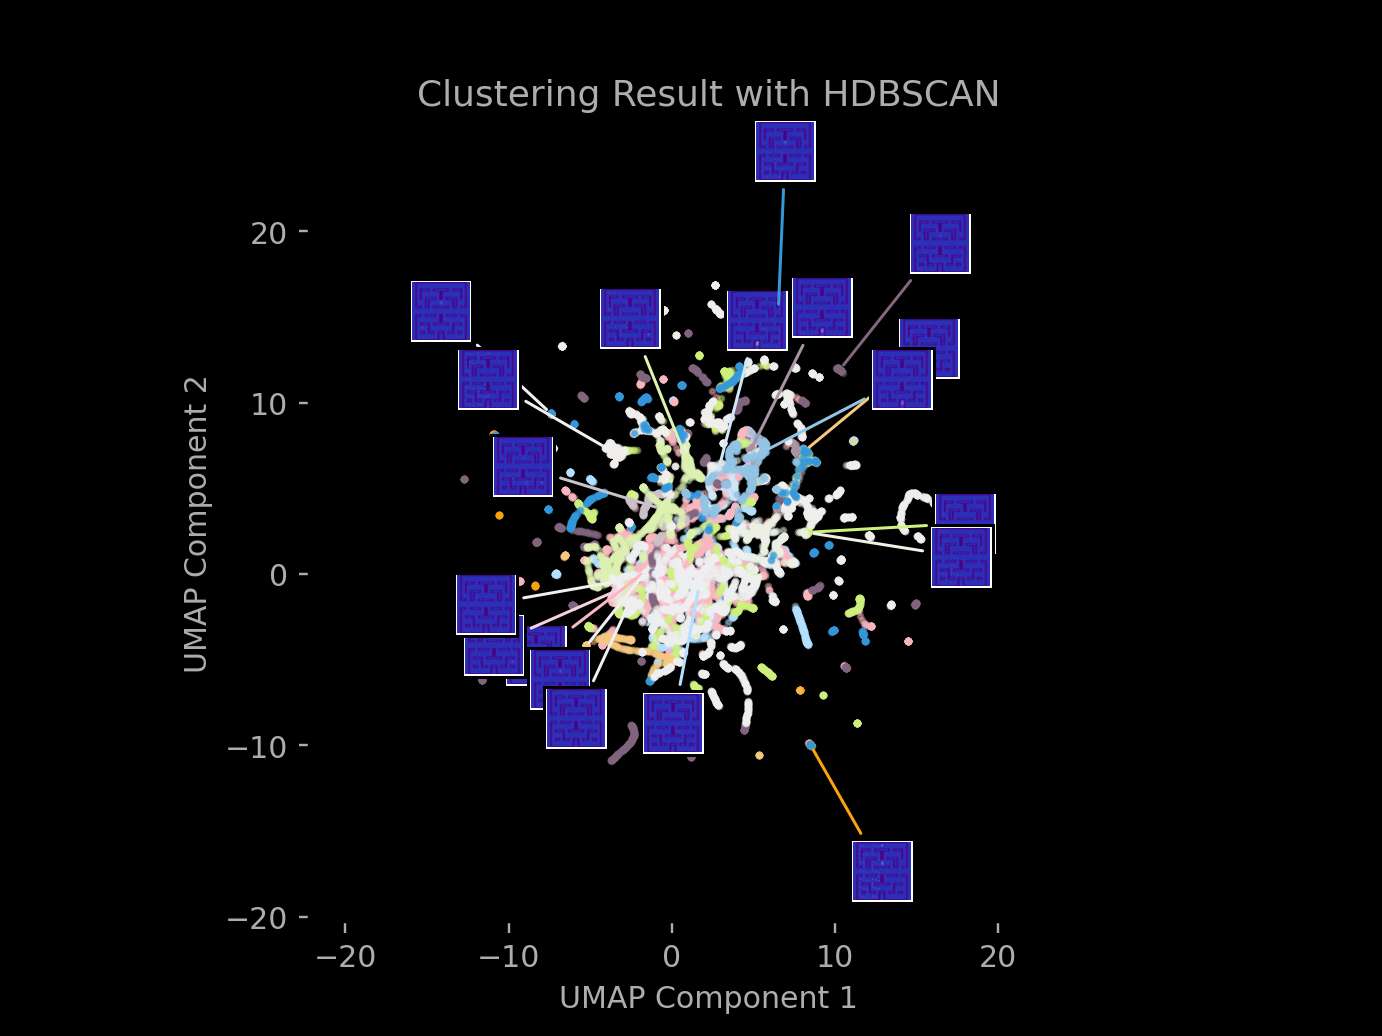 Clustering Result with HDBSCAN
20
10
0
−10
−20
UMAP Component 2
−20 −10 0 10 20
UMAP Component 1